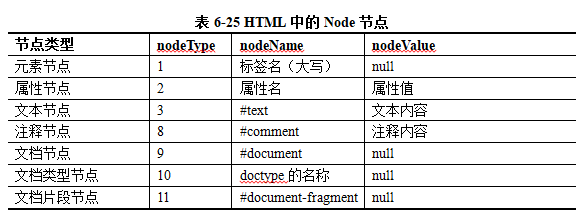 表 6-25 HTML 中的 Node 节点
节点类型 nodeType nodeName nodeValue
元素节点 1 标签名（大写） null
属性节点 2 属性名 属性值
文本节点 3 #text 文本内容
注释节点 8 #comment 注释内容
文档节点 9 #document null
文档类型节点 10 doctype 的名称 null
文档片段节点 11 #document-fragment null